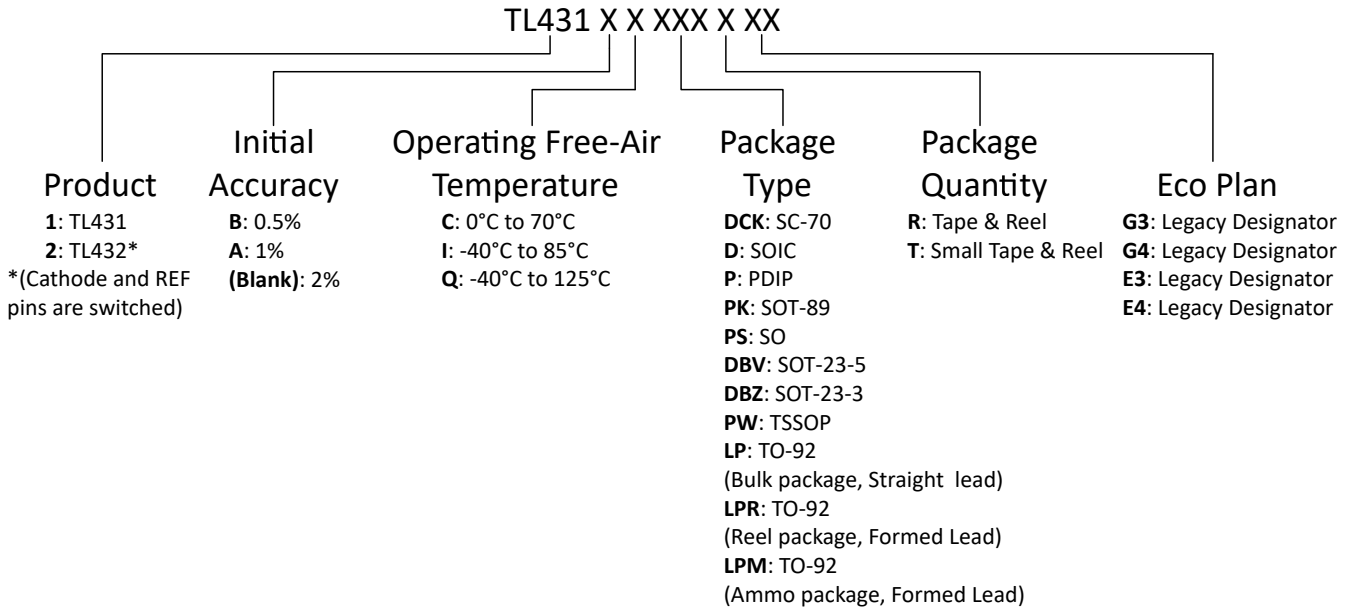 TL431 X X XXX X XX
Product
1: TL431
2: TL432*
*(Cathode and REF
pins are switched)
Initial
Accuracy
B: 0.5%
A: 1%
(Blank): 2%
Operating Free-Air
Temperature
C: 0°C to 70°C
I: -40°C to 85°C
Q: -40°C to 125°C
Package
Type
DCK: SC-70
D: SOIC
P: PDIP
PK: SOT-89
PS: SO
DBV: SOT-23-5
DBZ: SOT-23-3
PW: TSSOP
LP: TO-92
(Bulk package, Straight lead)
LPR: TO-92
(Reel package, Formed Lead)
LPM: TO-92
(Ammo package, Formed Lead)
Package
Quantity
R: Tape & Reel
T: Small Tape & Reel
Eco Plan
G3: Legacy Designator
G4: Legacy Designator
E3: Legacy Designator
E4: Legacy Designator